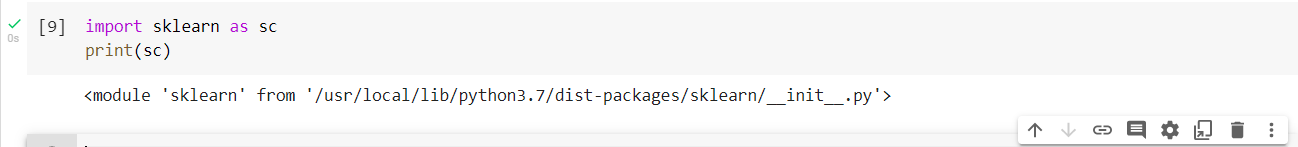 [9] import sklearn as sc
0s print(sc)
<module 'sklearn' from '/usr/local/lib/python3.7/dist-packages/sklearn/__init__.py'>